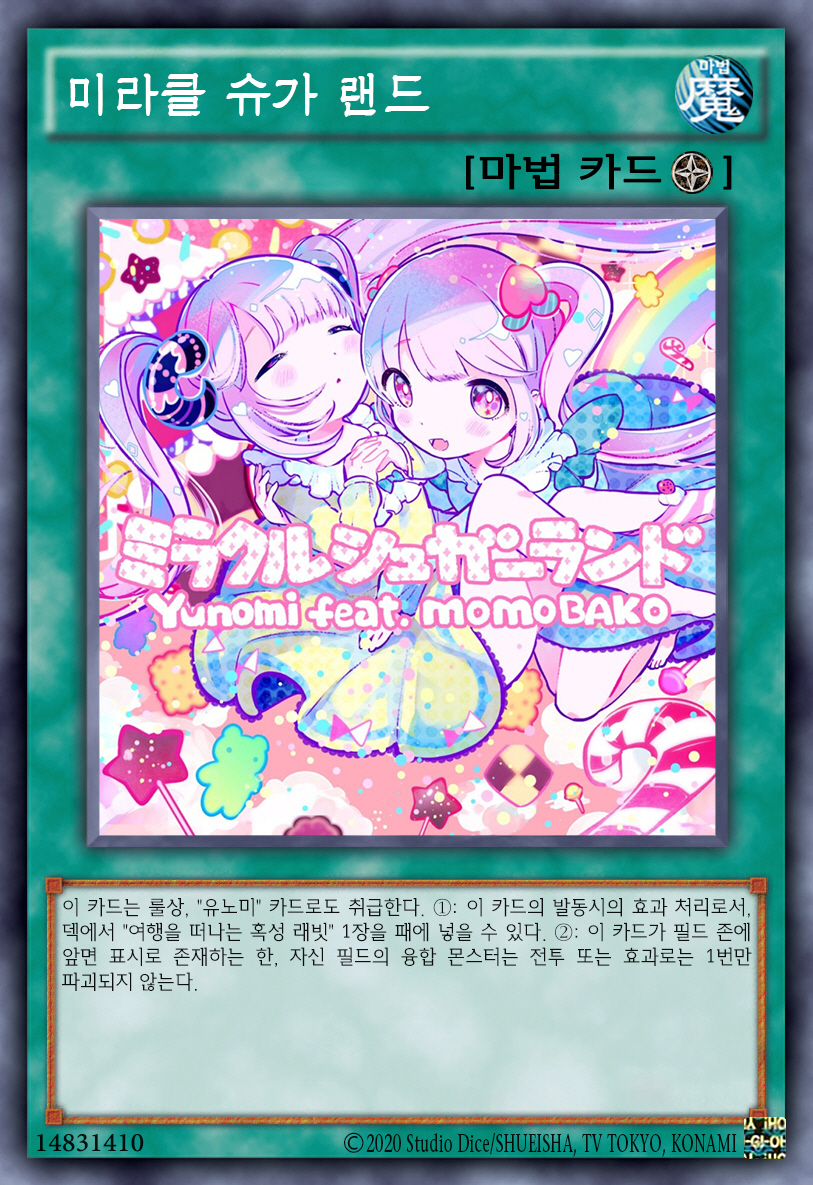 미라클 슈가 랜드
마법
魔
[마법 카드]
ミラクルシュガーランド
Yunomi feat. momoBAKO
이 카드는 룰상, "유노미" 카드로도 취급한다. ①: 이 카드의 발동시의 효과 처리로서,
덱에서 "여행을 떠나는 혹성 래빗" 1장을 패에 넣을 수 있다. ②: 이 카드가 필드 존에
앞면 표시로 존재하는 한, 자신 필드의 융합 몬스터는 전투 또는 효과로는 1번만
파괴되지 않는다.
14831410
©2020 Studio Dice/SHUEISHA, TV TOKYO, KONAMI